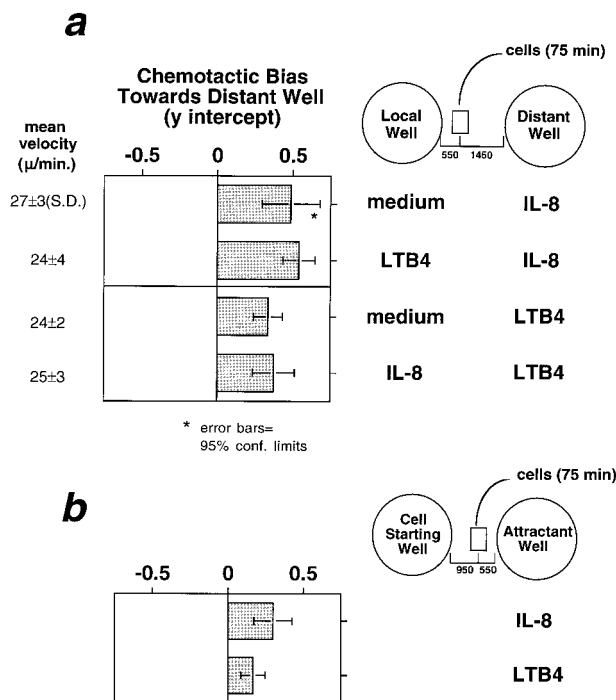 a
cells (75 min)
Chemotactic Bias
Towards Distant Well
(y intercept)
Local
Well
Distant
Well
550
1460
mean
velocity
(μ/min.)
-0.5
0
0.5
27±3(S.D.)
*
medium
IL-8
24±4
LTB4
IL-8
24±2
medium
LTB4
25±3
IL-8
LTB4
* error bars=
95% conf. limits
b
cells (75 min)
Cell
Starting
Well
Attractant
Well
950
550
-0.5
0
0.5
IL-8
LTB4